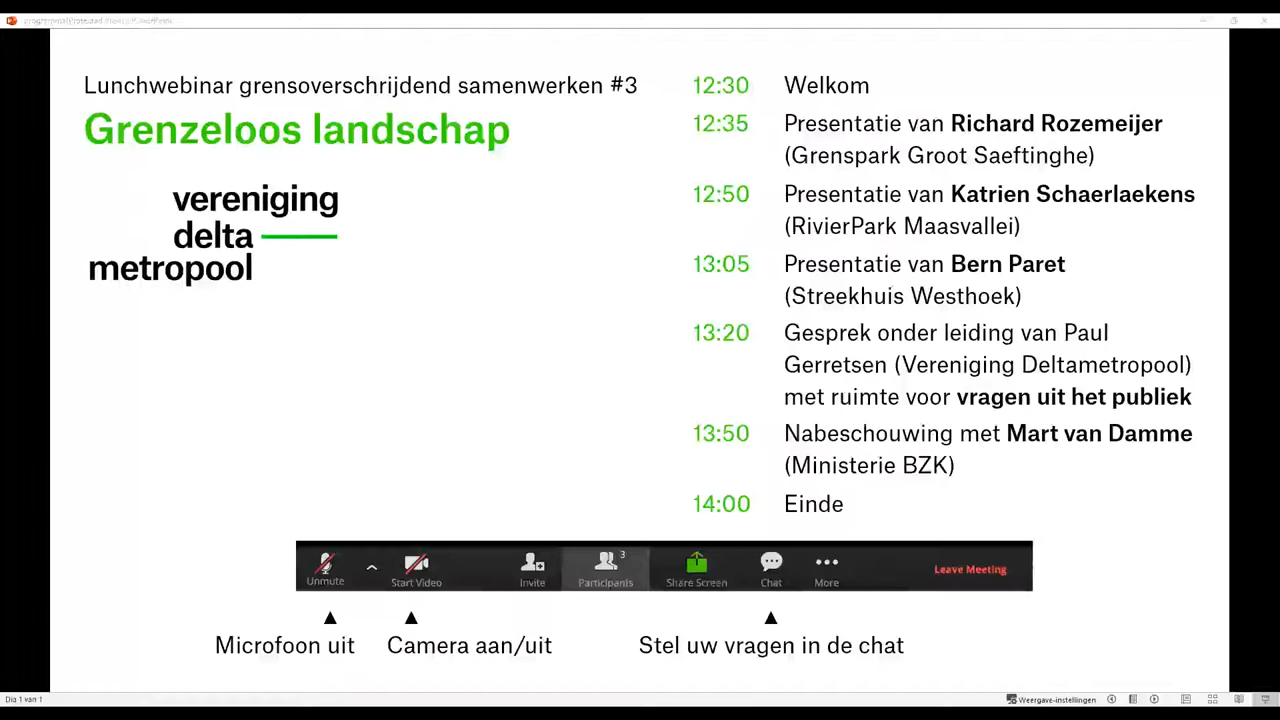 Lunchwebinar grensoverschrijdend samenwerken #3
Grenzeloos landschap
vereniging
delta
metropool
12:30 Welkom
12:35 Presentatie van Richard Rozemeijer
(Grenspark Groot Saeftinghe)
12:50 Presentatie van Katrien Schaerlaekens
(RivierPark Maasvallei)
13:05 Presentatie van Bern Paret
(Streekhuis Westhoek)
13:20 Gesprek onder leiding van Paul
Gerretsen (Vereniging Deltametropool)
met ruimte voor vragen uit het publiek
13:50 Nabeschouwing met Mart van Damme
(Ministerie BZK)
14:00 Einde
Unmute Start Video Invite Participants 3 Share Screen Chat More Leave Meeting
Microfoon uit Camera aan/uit Stel uw vragen in de chat
Dia 1 van 1 Weergave-instellingen